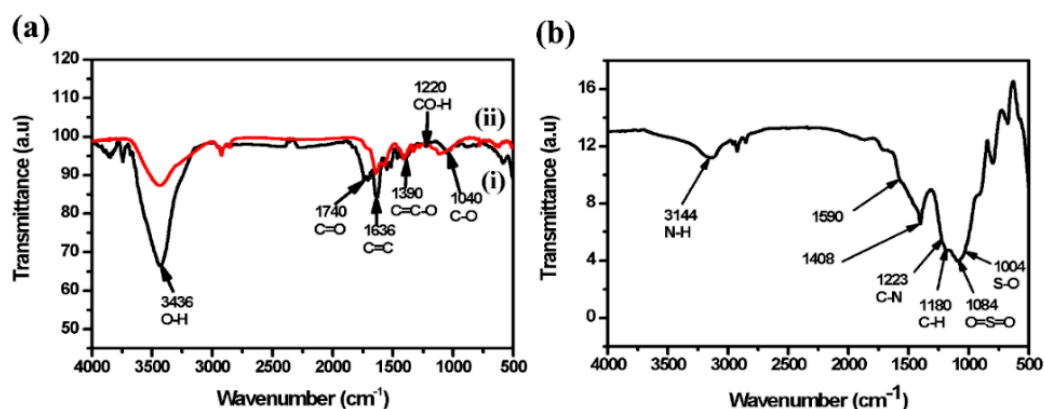 (a)
120
110
100
90
80
70
60
50
Transmittance (a.u)
4000 3500 3000 2500 2000 1500 1000 500
Wavenumber (cm⁻¹)
3436
O-H
1740
C=O
1636
C=C
1390
C=C-O
1220
CO-H
1040
C-O
(ii)
(i)
(b)
16
12
8
4
0
Transmittance (a.u)
4000 3500 3000 2500 2000 1500 1000 500
Wavenumber (cm⁻¹)
3144
N-H
1590
1408
1223
C-N
1180
C-H
1084
O=S=O
1004
S-O